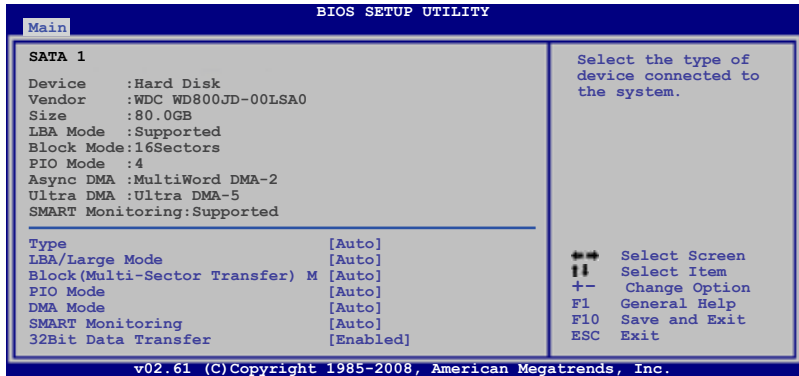 BIOS SETUP UTILITY
Main
SATA 1
Device :Hard Disk
Vendor :WDC WD800JD-00LSA0
Size :80.0GB
LBA Mode :Supported
Block Mode:16Sectors
PIO Mode :4
Async DMA :MultiWord DMA-2
Ultra DMA :Ultra DMA-5
SMART Monitoring:Supported
Type [Auto]
LBA/Large Mode [Auto]
Block(Multi-Sector Transfer) M [Auto]
PIO Mode [Auto]
DMA Mode [Auto]
SMART Monitoring [Auto]
32Bit Data Transfer [Enabled]
Select the type of
device connected to
the system.
←→ Select Screen
↑↓ Select Item
+- Change Option
F1 General Help
F10 Save and Exit
ESC Exit
v02.61 (C)Copyright 1985-2008, American Megatrends, Inc.